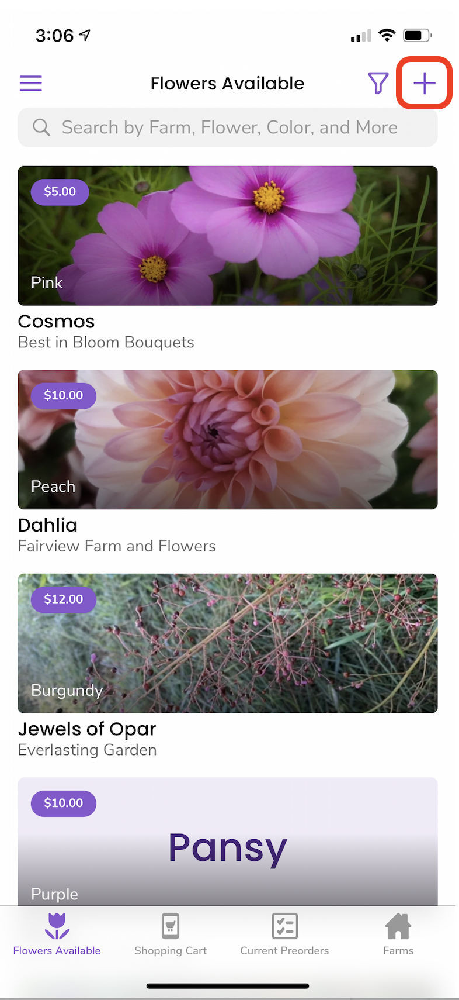 3:06
Flowers Available
Search by Farm, Flower, Color, and More
$5.00
Pink
Cosmos
Best in Bloom Bouquets
$10.00
Peach
Dahlia
Fairview Farm and Flowers
$12.00
Burgundy
Jewels of Opar
Everlasting Garden
$10.00
Pansy
Purple
Flowers Available
Shopping Cart
Current Preorders
Farms